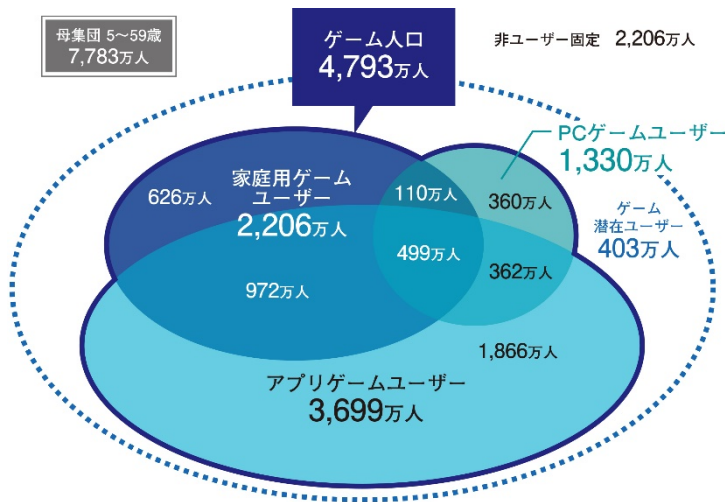 母集団 5〜59歳
7,783万人
ゲーム人口
4,793万人
非ユーザー固定 2,206万人
PCゲームユーザー
1,330万人
家庭用ゲーム
ユーザー
2,206万人
626万人
110万人
360万人
ゲーム
潜在ユーザー
403万人
499万人
362万人
972万人
1,866万人
アプリゲームユーザー
3,699万人